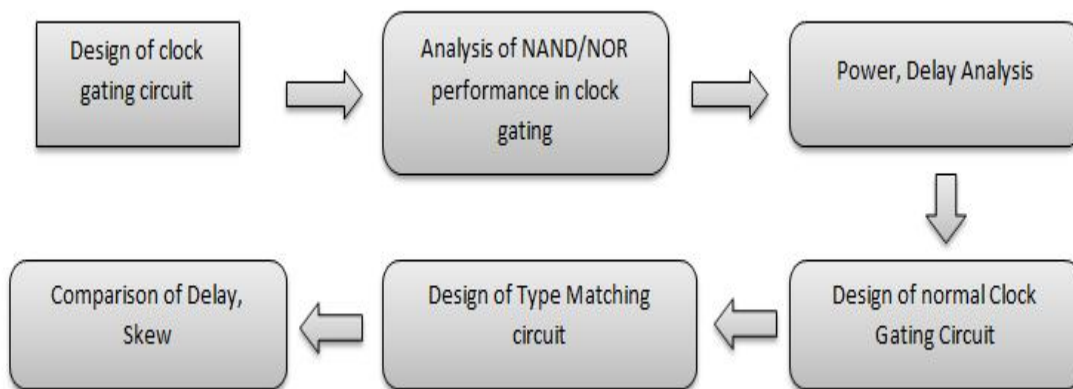 Design of clock
gating circuit
Analysis of NAND/NOR
performance in clock
gating
Power, Delay Analysis
Design of normal Clock
Gating Circuit
Design of Type Matching
circuit
Comparison of Delay,
Skew